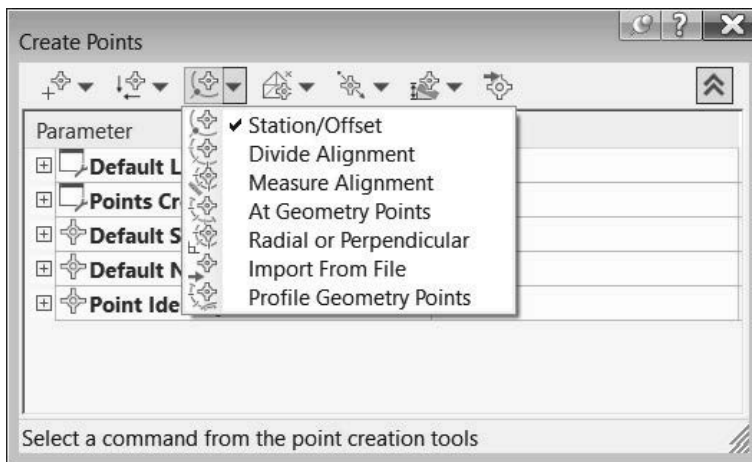 Create Points
?
Parameter
Default L
Points Cr
Default S
Default N
Point Ide
✔ Station/Offset
Divide Alignment
Measure Alignment
At Geometry Points
Radial or Perpendicular
Import From File
Profile Geometry Points
Select a command from the point creation tools